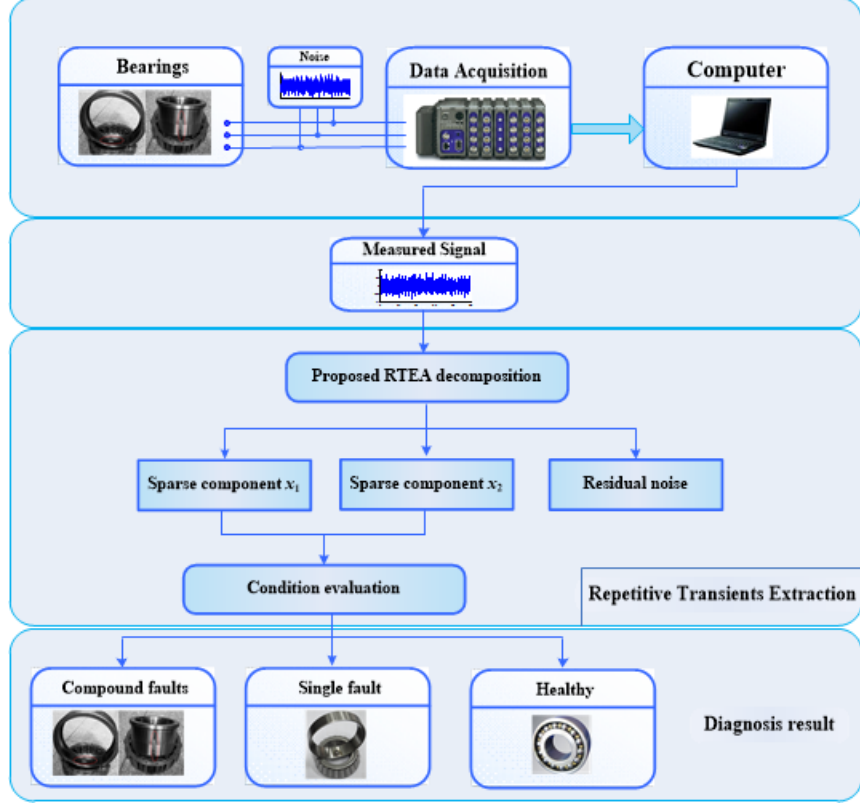 Bearings
Noise
Data Acquisition
Computer
Measured Signal
Proposed RTEA decomposition
Sparse component x₁
Sparse component x₂
Residual noise
Condition evaluation
Repetitive Transients Extraction
Compound faults
Single fault
Healthy
Diagnosis result